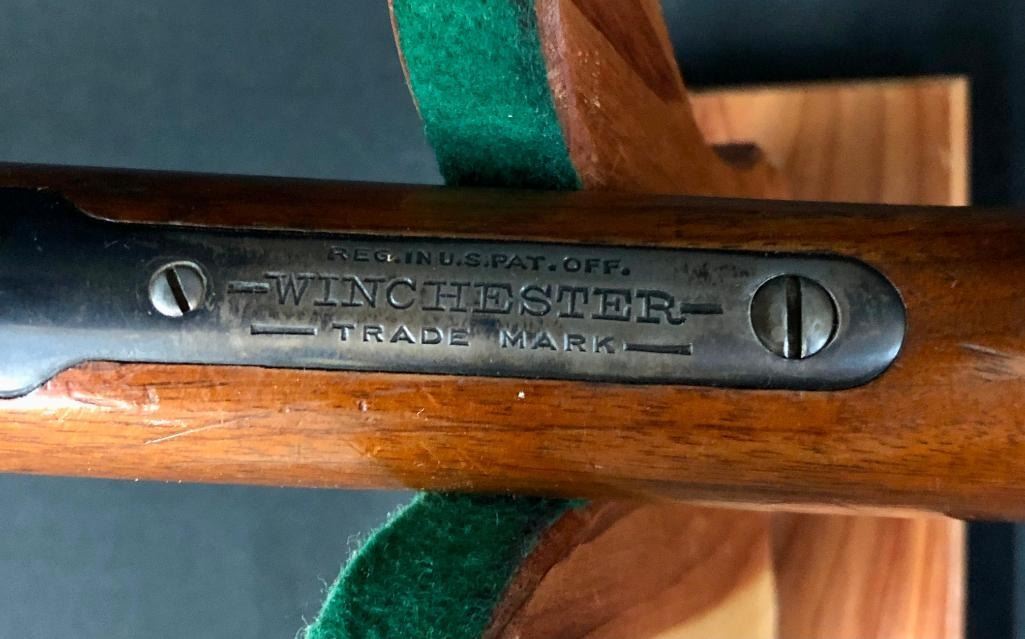 REG. IN U.S. PAT. OFF.
WINCHESTER
TRADE MARK